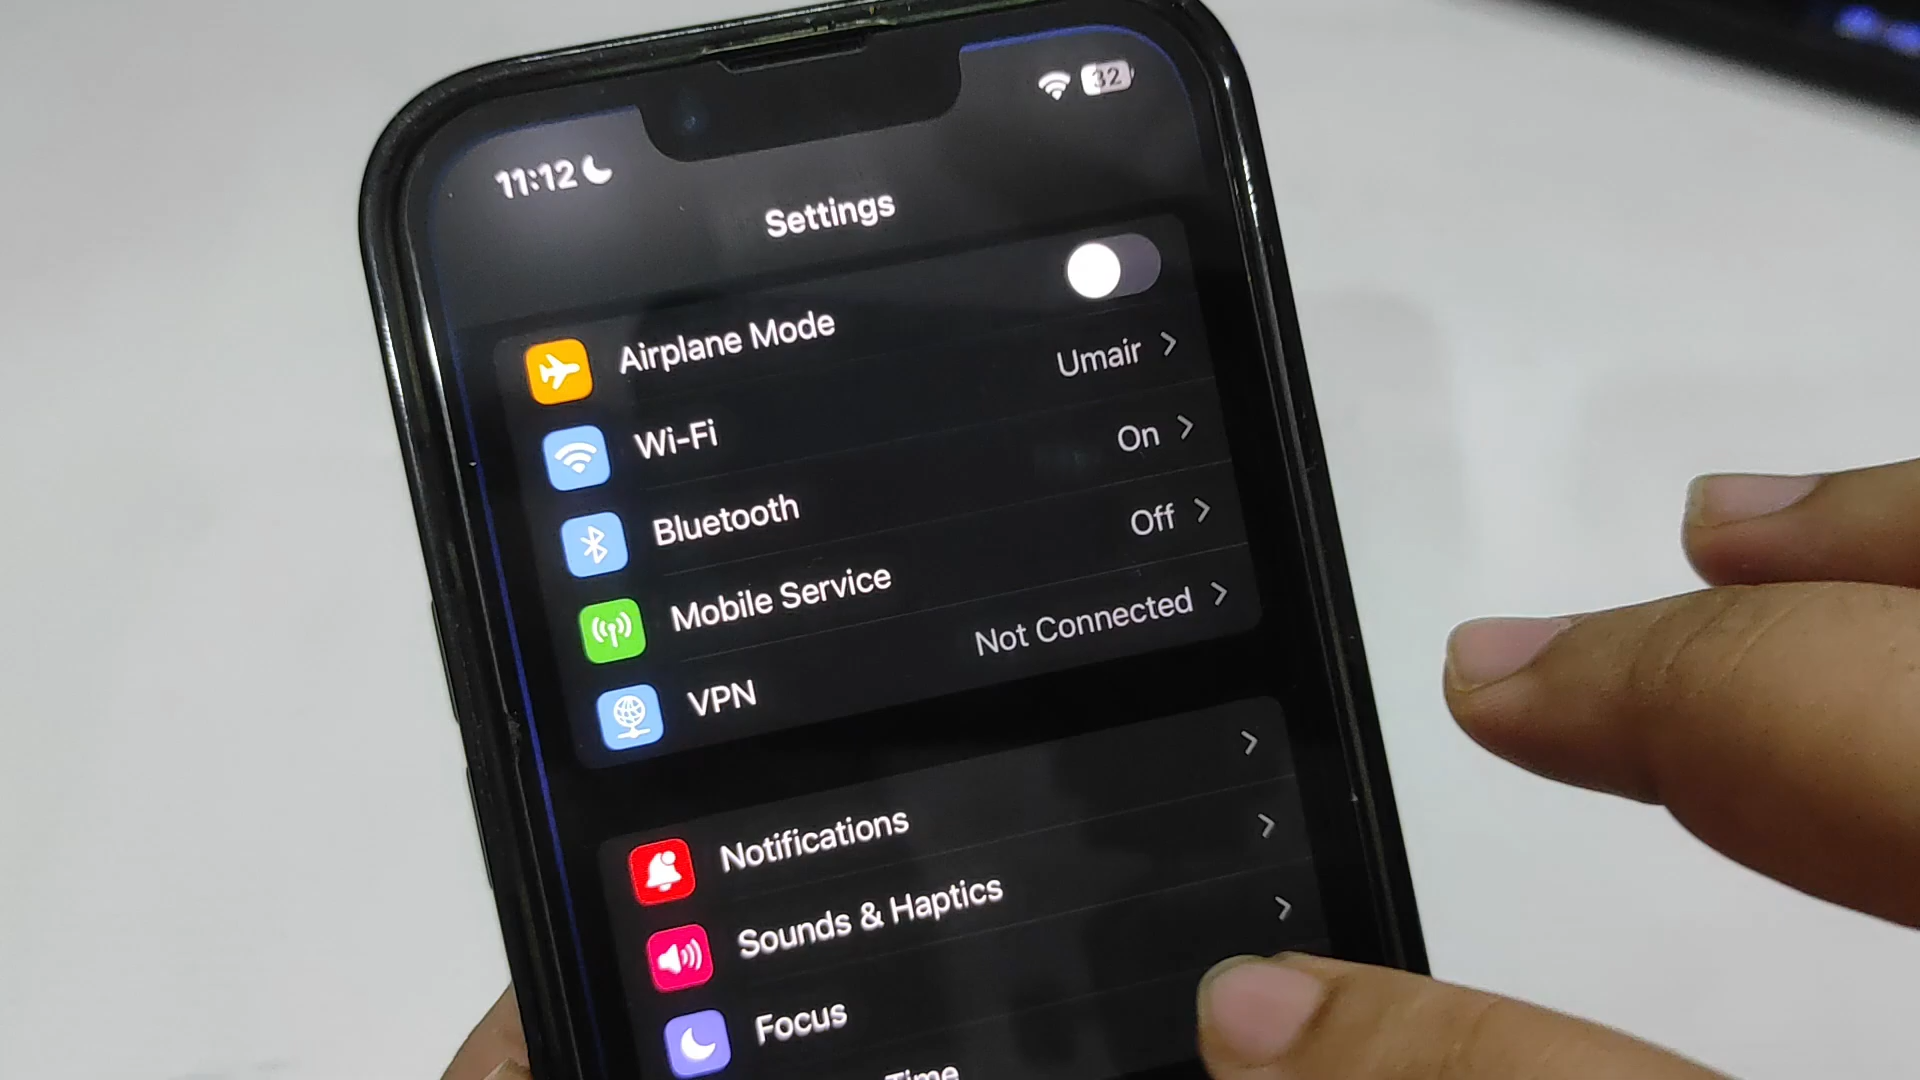 11:12
32
Settings
Airplane Mode
Wi-Fi Umair
Bluetooth On
Mobile Service Off
VPN Not Connected
Notifications
Sounds & Haptics
Focus
Time